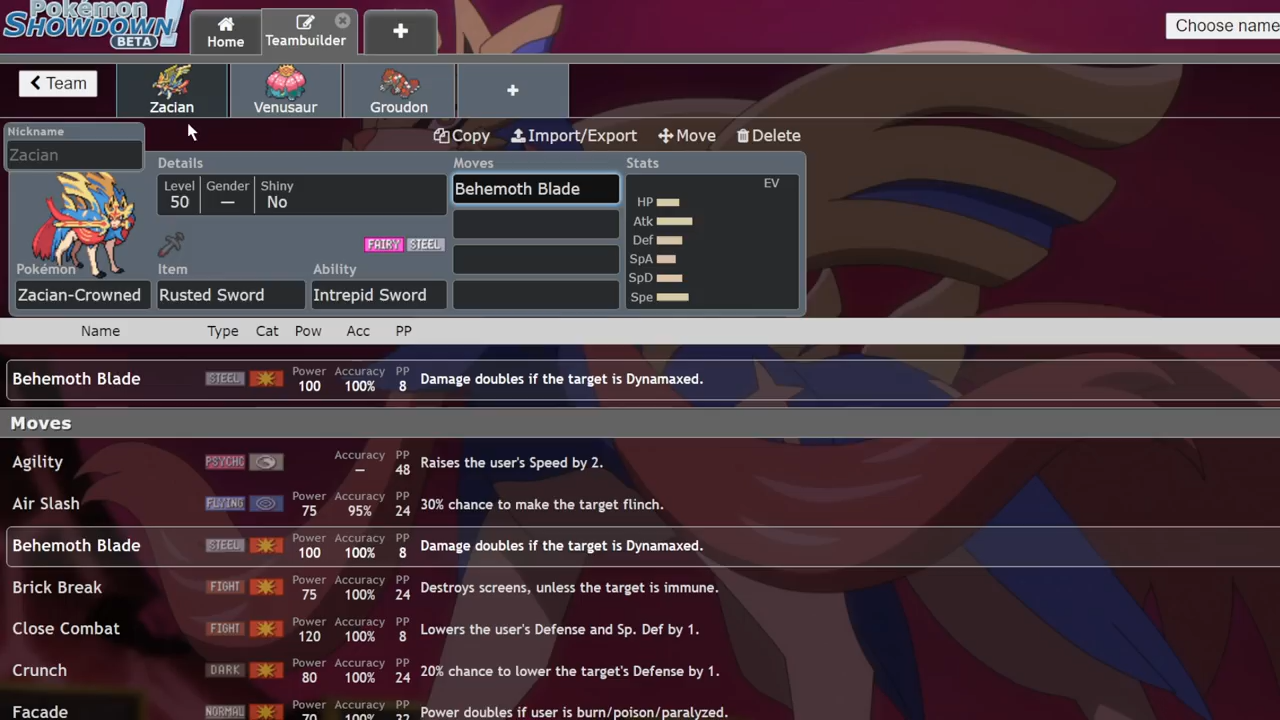 Pokémon
SHOWDOWN!
BETA
Home
Teambuilder
Choose name
Team
Zacian
Venusaur
Groudon
Copy
Import/Export
Move
Delete
Nickname
Zacian
Details
Level
50
Gender
—
Shiny
No
FAIRY STEEL
Pokémon
Zacian-Crowned
Item
Rusted Sword
Ability
Intrepid Sword
Moves
Behemoth Blade
Stats
EV
HP
Atk
Def
SpA
SpD
Spe
Name Type Cat Pow Acc PP
Behemoth Blade STEEL Power 100 Accuracy 100% PP 8 Damage doubles if the target is Dynamaxed.
Moves
Agility PSYCHC Accuracy — PP 48 Raises the user's Speed by 2.
Air Slash FLYING Power 75 Accuracy 95% PP 24 30% chance to make the target flinch.
Behemoth Blade STEEL Power 100 Accuracy 100% PP 8 Damage doubles if the target is Dynamaxed.
Brick Break FIGHT Power 75 Accuracy 100% PP 24 Destroys screens, unless the target is immune.
Close Combat FIGHT Power 120 Accuracy 100% PP 8 Lowers the user's Defense and Sp. Def by 1.
Crunch DARK Power 80 Accuracy 100% PP 24 20% chance to lower the target's Defense by 1.
Facade NORMAL Power 70 Accuracy 100% PP 32 Power doubles if user is burn/poison/paralyzed.